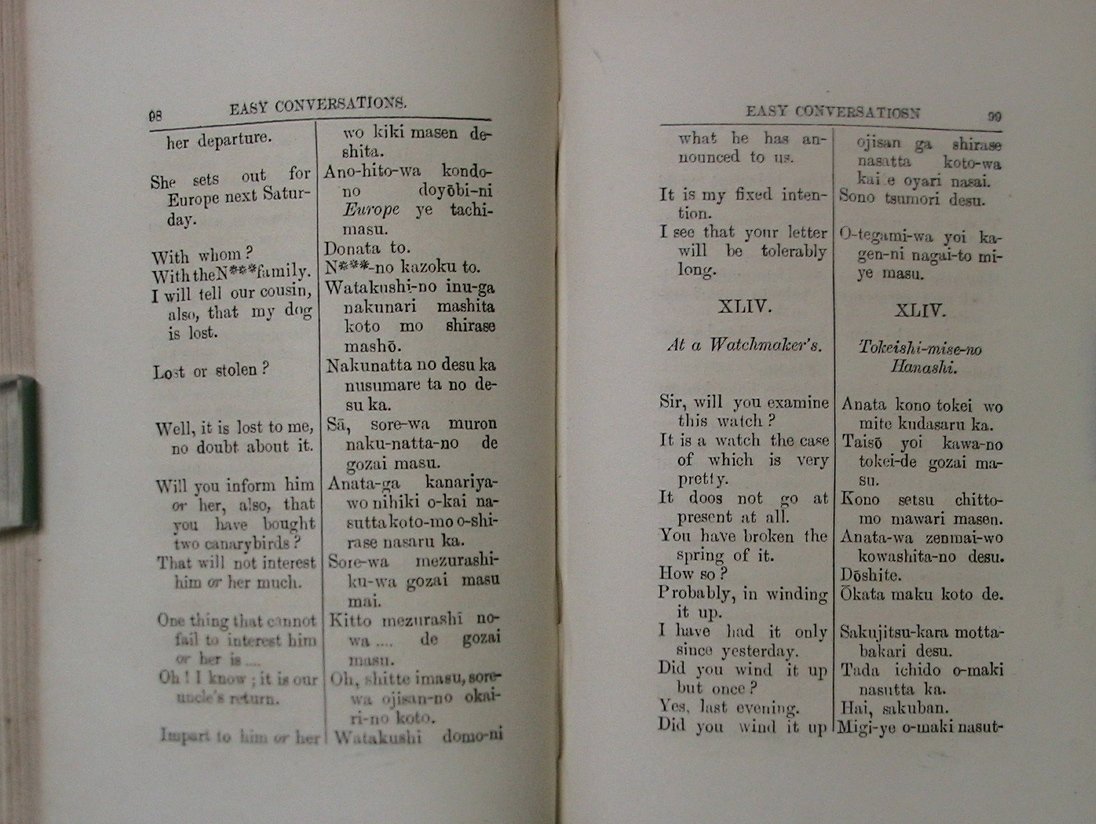 98
EASY CONVERSATIONS.
her departure.
She sets out for
Europe next Satur-
day.
With whom ?
With the N***family.
I will tell our cousin,
also, that my dog
is lost.
Lost or stolen ?
Well, it is lost to me,
no doubt about it.
Will you inform him
or her, also, that
you have bought
two canarybirds ?
That will not interest
him or her much.
One thing that cannot
fail to interest him
or her is ....
Oh ! I know ; it is our
uncle's return.
Impart to him or her
wo kiki masen de-
shita.
Ano-hito-wa kondo-
no doyōbi-ni
Europe ye tachi-
masu.
Donata to.
N***-no kazoku to.
Watakushi-no inu-ga
nakunari mashita
koto mo shirase
mashō.
Nakunatta no desu ka
nusumare ta no de-
su ka.
Sā, sore-wa muron
naku-natta-no de
gozai masu.
Anata-ga kanariya-
wo nihiki o-kai na-
sutta koto-mo o-shi-
rase nasaru ka.
Sore-wa mezurashi-
ku-wa gozai masu
mai.
Kitto mezurashi no-
wa .... de gozai
masu.
Oh, shitte imasu, sore-
wa ojisan-no okai-
ri-no koto.
Watakushi domo-ni
EASY CONVERSATIOSN
99
what he has an-
nounced to us.
It is my fixed inten-
tion.
I see that your letter
will be tolerably
long.
XLIV.
At a Watchmaker's.
Sir, will you examine
this watch ?
It is a watch the case
of which is very
pretty.
It does not go at
present at all.
You have broken the
spring of it.
How so ?
Probably, in winding
it up.
I have had it only
since yesterday.
Did you wind it up
but once ?
Yes, last evening.
Did you wind it up
ojisan ga shirase
nasatta koto-wa
kai e oyari nasai.
Sono tsumori desu.
O-tegami-wa yoi ka-
gen-ni nagai-to mi-
ye masu.
XLIV.
Tokeishi-mise-no
Hanashi.
Anata kono tokei wo
mite kudasaru ka.
Taisō yoi kawa-no
tokei-de gozai ma-
su.
Kono setsu chitto-
mo mawari masen.
Anata-wa zenmai-wo
kowashita-no desu.
Dōshite.
Ōkata maku koto de.
Sakujitsu-kara motta-
bakari desu.
Tada ichido o-maki
nasutta ka.
Hai, sakuban.
Migi-ye o-maki nasut-